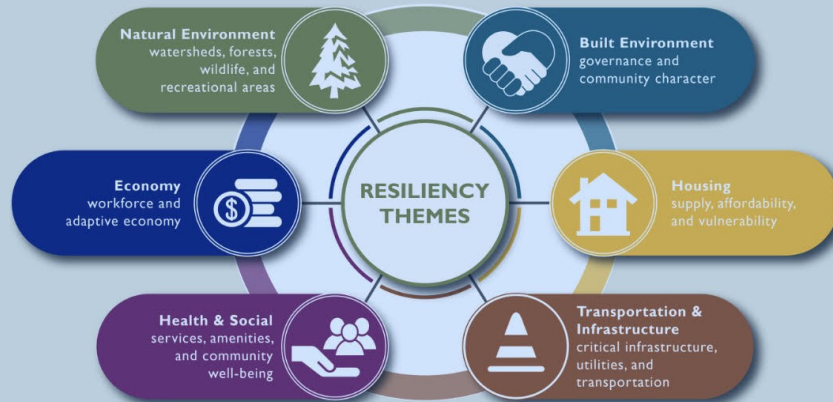 Natural Environment
watersheds, forests,
wildlife, and
recreational areas
Built Environment
governance and
community character
Economy
workforce and
adaptive economy
RESILIENCY
THEMES
Housing
supply, affordability,
and vulnerability
Health & Social
services, amenities,
and community
well-being
Transportation &
Infrastructure
critical infrastructure,
utilities, and
transportation
$